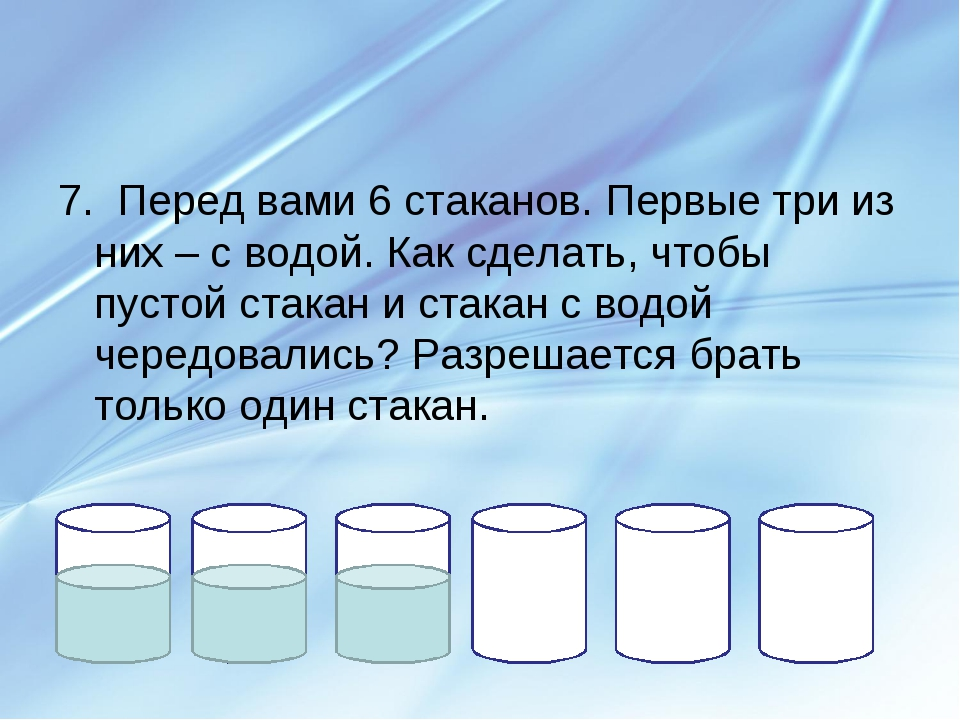 7. Перед вами 6 стаканов. Первые три из
них – с водой. Как сделать, чтобы
пустой стакан и стакан с водой
чередовались? Разрешается брать
только один стакан.